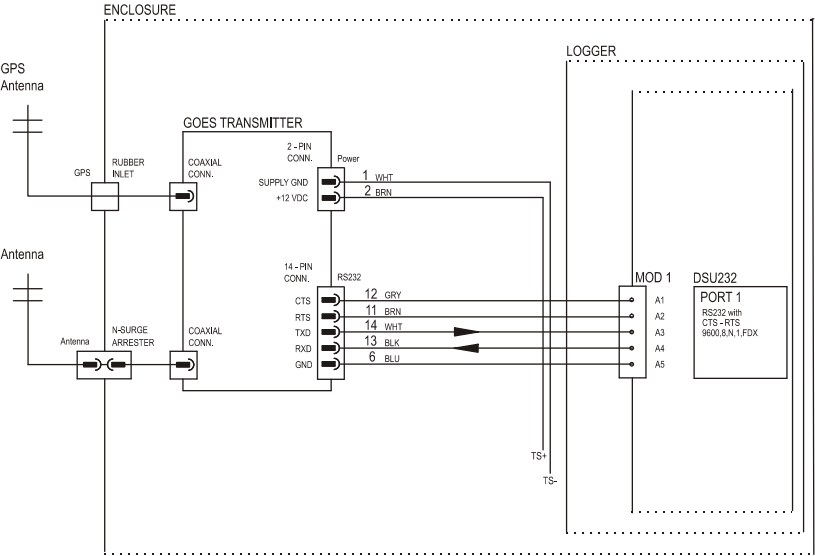 ENCLOSURE
LOGGER
GPS
Antenna
GOES TRANSMITTER
2 - PIN
CONN.
Power
GPS
RUBBER
INLET
COAXIAL
CONN.
SUPPLY GND
1 WHT
+12 VDC
2 BRN
Antenna
14 - PIN
CONN.
RS232
MOD 1
DSU232
CTS
12 GRY
A1
RTS
11 BRN
A2
TXD
14 WHT
A3
RXD
13 BLK
A4
GND
6 BLU
A5
PORT 1
RS232 with
CTS - RTS
9600,8,N,1,FDX
Antenna
N-SURGE
ARRESTER
COAXIAL
CONN.
TS+
TS-